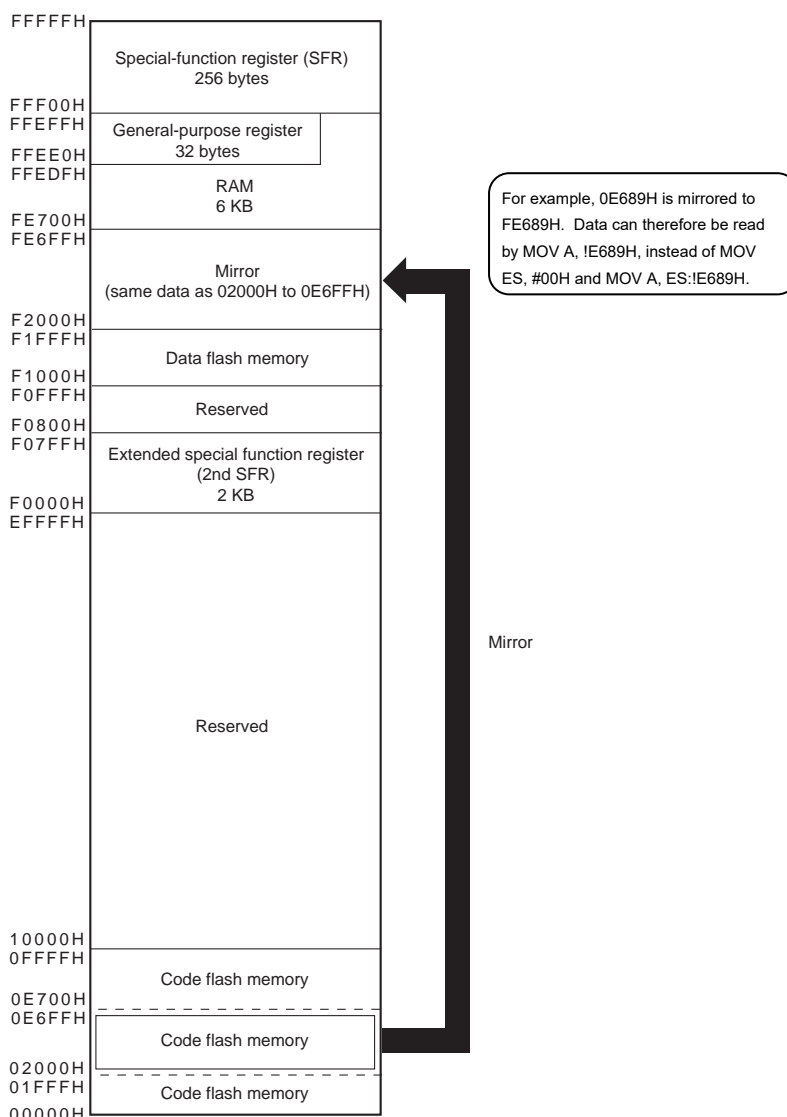 FFFFFH
Special-function register (SFR)
256 bytes
FFF00H
FFEFFH
General-purpose register
32 bytes
FFEE0H
FFEDFH
RAM
6 KB
FE700H
FE6FFH
Mirror
(same data as 02000H to 0E6FFH)
For example, 0E689H is mirrored to
FE689H. Data can therefore be read
by MOV A, !E689H, instead of MOV
ES, #00H and MOV A, ES:!E689H.
F2000H
F1FFFH
Data flash memory
F1000H
F0FFFH
Reserved
F0800H
F07FFH
Extended special function register
(2nd SFR)
2 KB
F0000H
EFFFFH
Mirror
Reserved
10000H
0FFFFH
Code flash memory
0E700H
0E6FFH
Code flash memory
02000H
01FFFH
Code flash memory
00000H